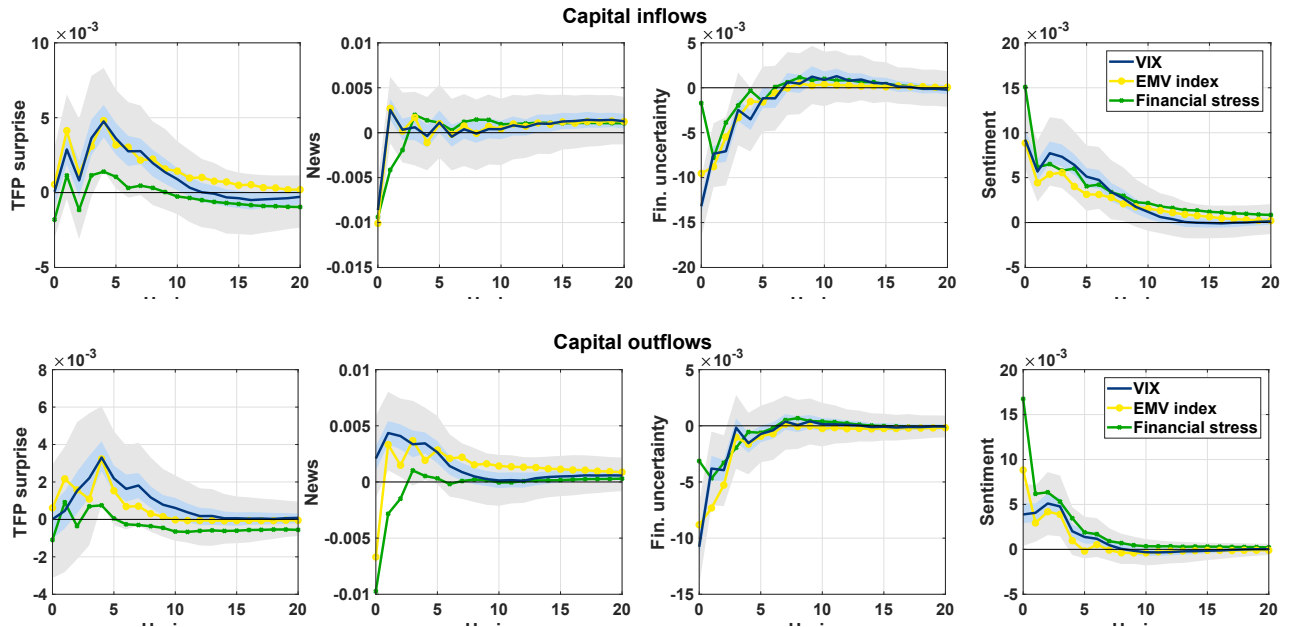 Capital inflows
×10⁻³
TFP surprise
10
5
0
-5
0 5 10 15 20
News
0.01
0.005
0
-0.005
-0.01
-0.015
0 5 10 15 20
×10⁻³
Fin. uncertainty
5
0
-5
-10
-15
-20
0 5 10 15 20
×10⁻³
Sentiment
20
15
10
5
0
-5
0 5 10 15 20
VIX
EMV index
Financial stress
Capital outflows
×10⁻³
TFP surprise
8
6
4
2
0
-2
-4
0 5 10 15 20
News
0.01
0.005
0
-0.005
-0.01
0 5 10 15 20
×10⁻³
Fin. uncertainty
5
0
-5
-10
-15
0 5 10 15 20
×10⁻³
Sentiment
20
15
10
5
0
-5
0 5 10 15 20
VIX
EMV index
Financial stress